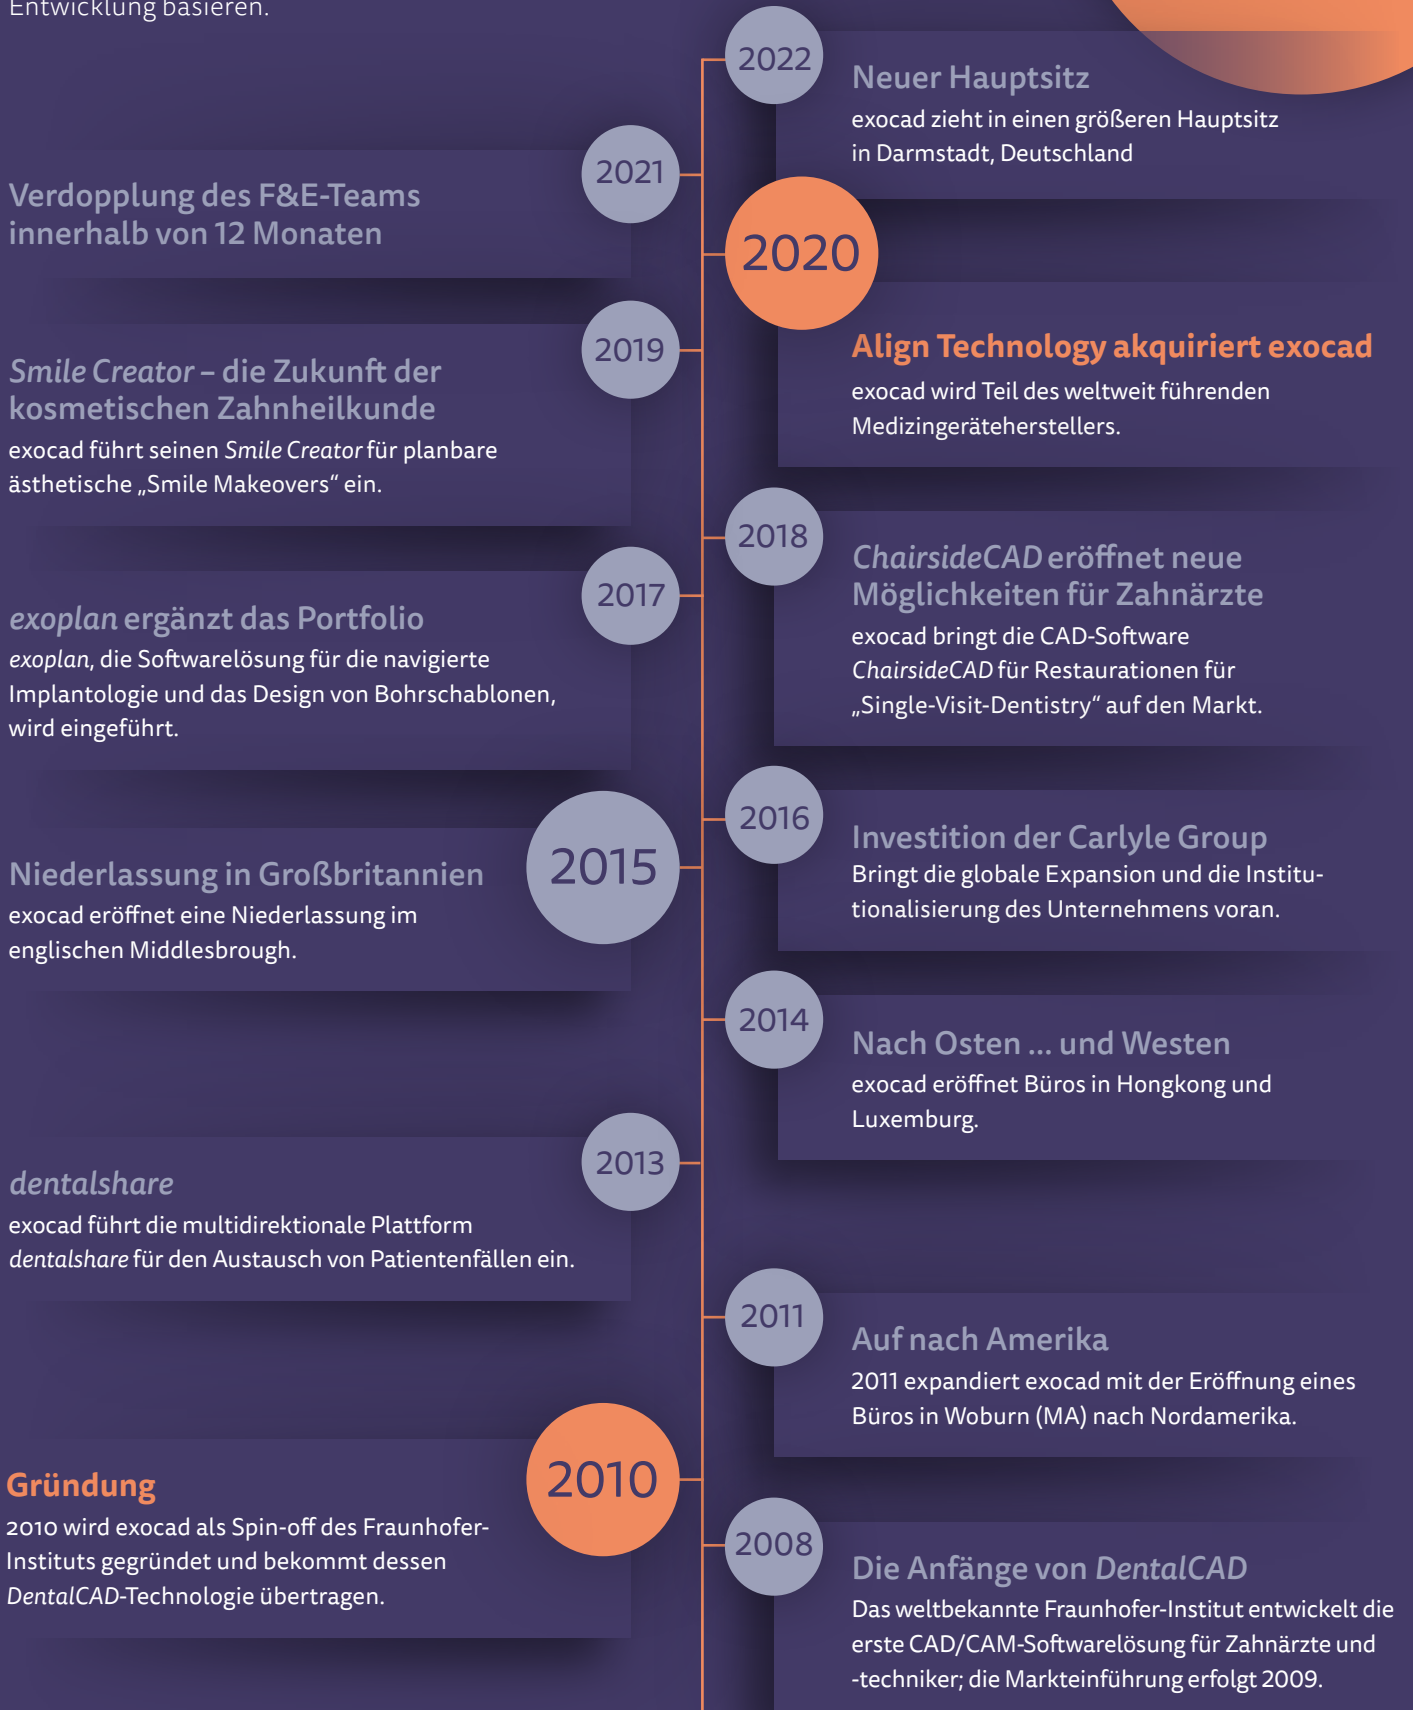 Entwicklung basieren.
2022
Neuer Hauptsitz
exocad zieht in einen größeren Hauptsitz
in Darmstadt, Deutschland
2021
Verdopplung des F&E-Teams
innerhalb von 12 Monaten
2020
Align Technology akquiriert exocad
exocad wird Teil des weltweit führenden
Medizingeräteherstellers.
2019
Smile Creator – die Zukunft der
kosmetischen Zahnheilkunde
exocad führt seinen Smile Creator für planbare
ästhetische „Smile Makeovers“ ein.
2018
ChairsideCAD eröffnet neue
Möglichkeiten für Zahnärzte
exocad bringt die CAD-Software
ChairsideCAD für Restaurationen für
„Single-Visit-Dentistry“ auf den Markt.
2017
exoplan ergänzt das Portfolio
exoplan, die Softwarelösung für die navigierte
Implantologie und das Design von Bohrschablonen,
wird eingeführt.
2016
Investition der Carlyle Group
Bringt die globale Expansion und die Institu-
tionalisierung des Unternehmens voran.
2015
Niederlassung in Großbritannien
exocad eröffnet eine Niederlassung im
englischen Middlesbrough.
2014
Nach Osten ... und Westen
exocad eröffnet Büros in Hongkong und
Luxemburg.
2013
dentalshare
exocad führt die multidirektionale Plattform
dentalshare für den Austausch von Patientenfällen ein.
2011
Auf nach Amerika
2011 expandiert exocad mit der Eröffnung eines
Büros in Woburn (MA) nach Nordamerika.
2010
Gründung
2010 wird exocad als Spin-off des Fraunhofer-
Instituts gegründet und bekommt dessen
DentalCAD-Technologie übertragen.
2008
Die Anfänge von DentalCAD
Das weltbekannte Fraunhofer-Institut entwickelt die
erste CAD/CAM-Softwarelösung für Zahnärzte und
-techniker; die Markteinführung erfolgt 2009.